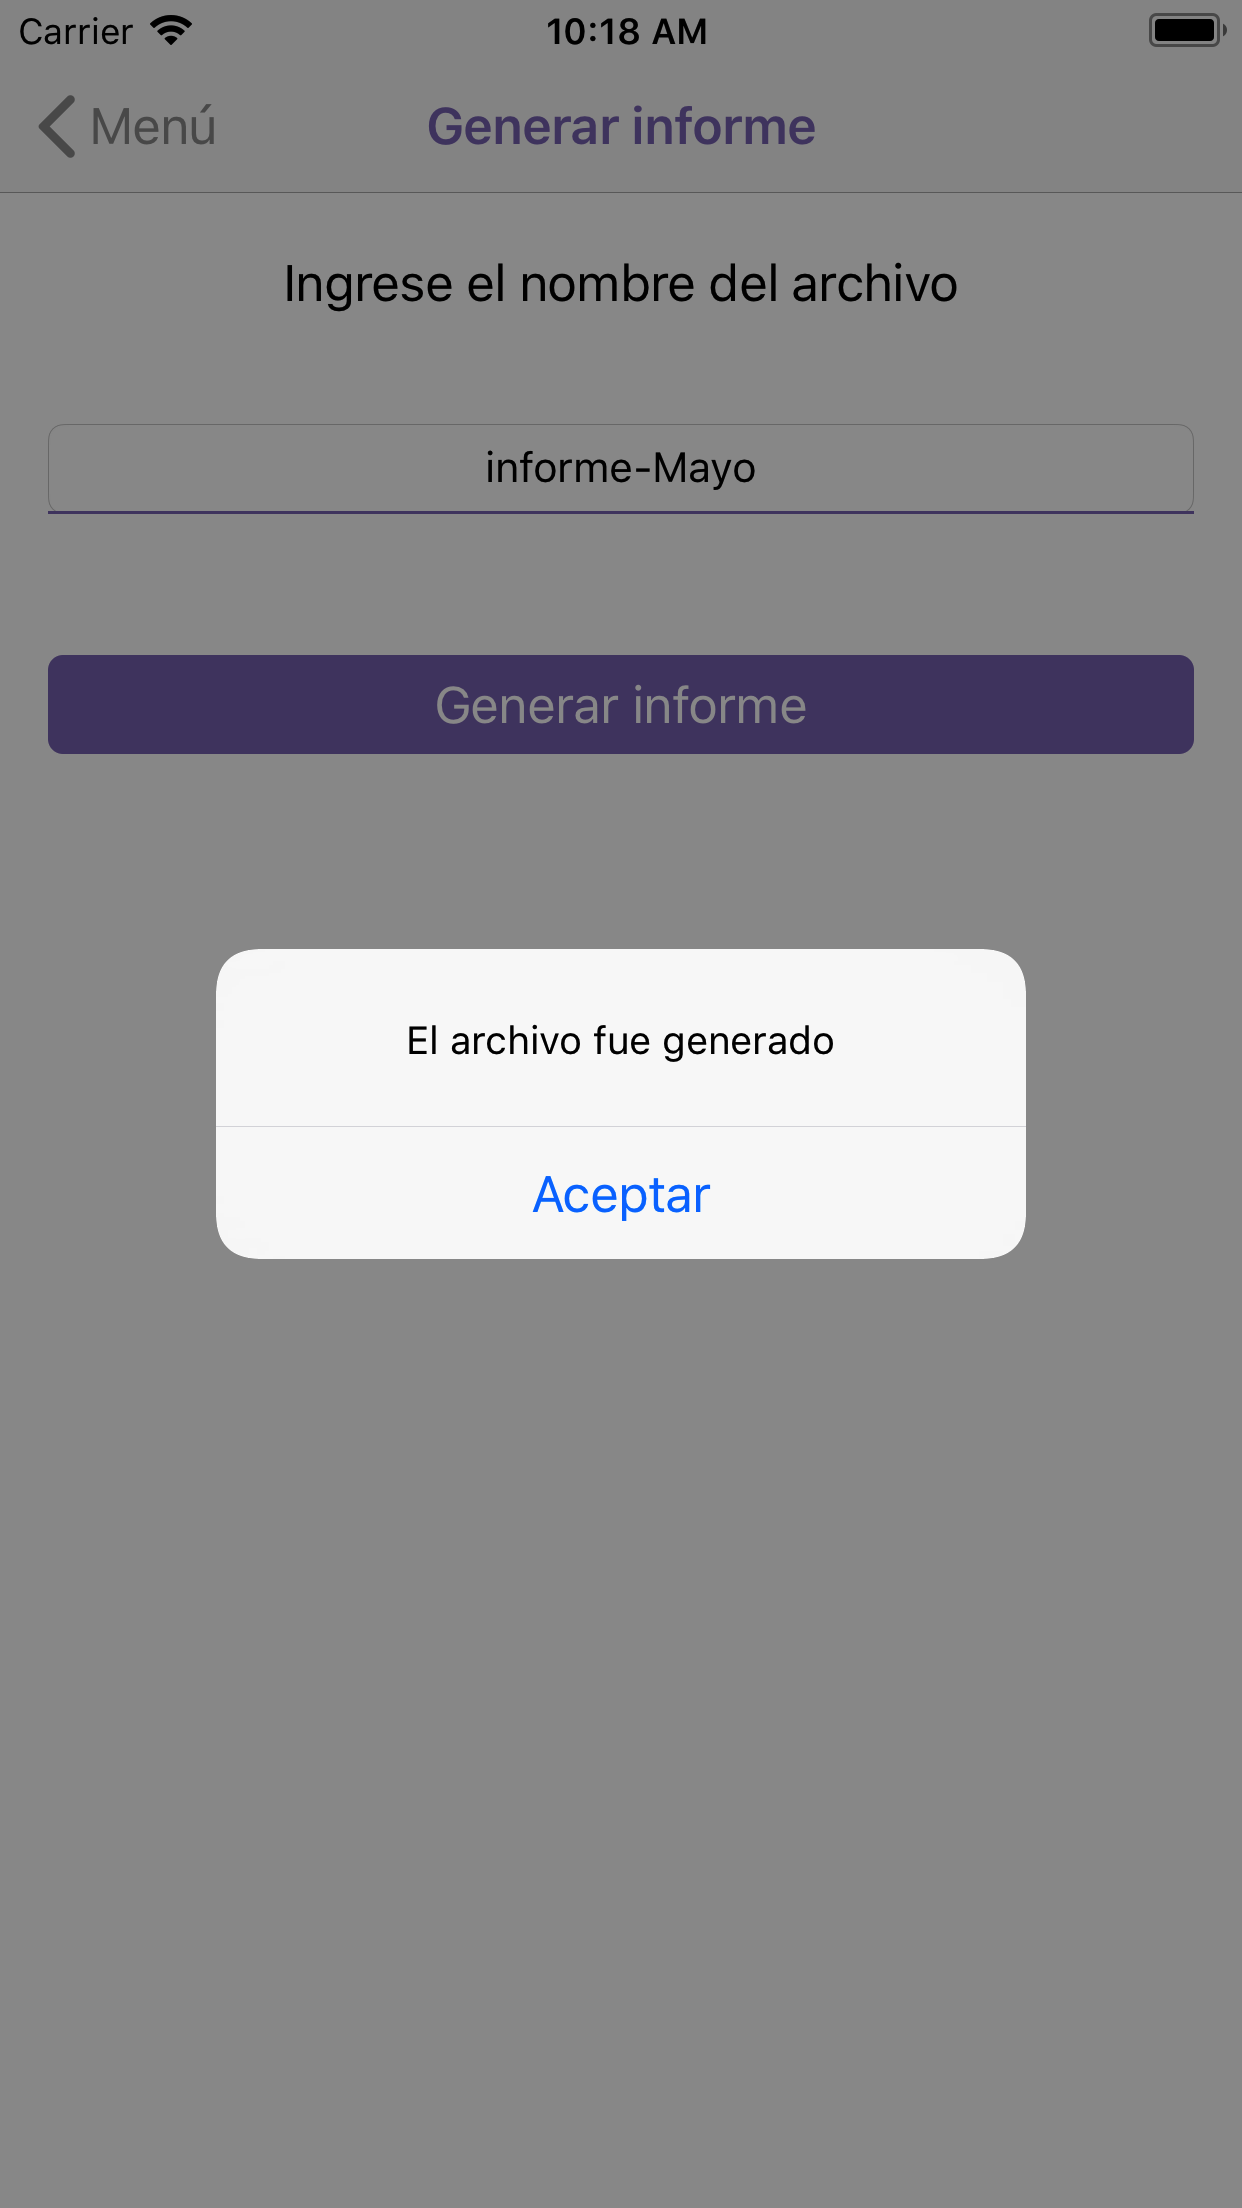 Carrier
10:18 AM
Menú
Generar informe
Ingrese el nombre del archivo
informe-Mayo
Generar informe
El archivo fue generado
Aceptar